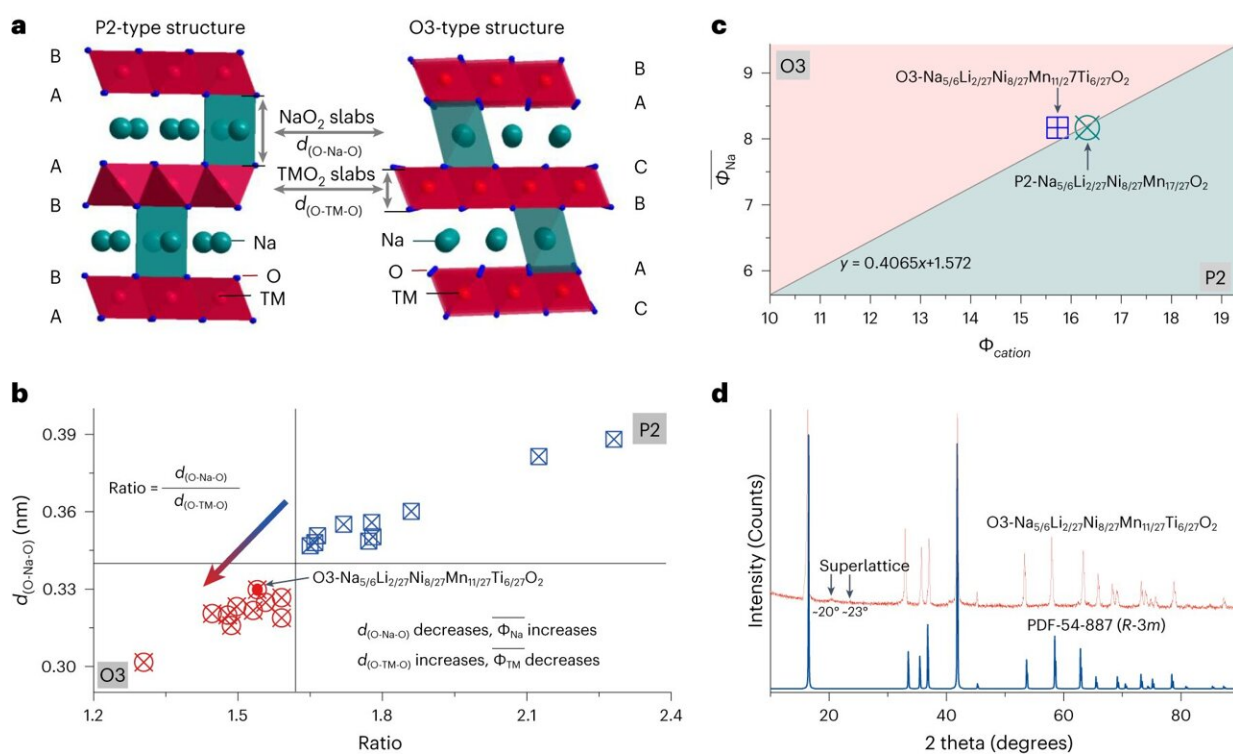 a
P2-type structure
O3-type structure
B
A
A
B
B
A
NaO₂ slabs
d(O-Na-O)
TMO₂ slabs
d(O-TM-O)
Na
O
TM
Na
O
TM
B
A
C
B
A
C
b
d(O-Na-O) (nm)
0.39
0.36
0.33
0.30
P2
Ratio = d(O-Na-O)
d(O-TM-O)
O3-Na5/6Li2/27Ni8/27Mn11/27Ti6/27O2
d(O-Na-O) decreases, Φ̅Na increases
d(O-TM-O) increases, Φ̅TM decreases
O3
1.2 1.5 1.8 2.1 2.4
Ratio
c
O3
O3-Na5/6Li2/27Ni8/27Mn11/27Ti6/27O2
9
8
7
6
Φ̅Na
P2-Na5/6Li2/27Ni8/27Mn17/27O2
y = 0.4065x+1.572
P2
10 11 12 13 14 15 16 17 18 19
Φcation
d
Intensity (Counts)
O3-Na5/6Li2/27Ni8/27Mn11/27Ti6/27O2
Superlattice
~20° ~23°
PDF-54-887 (R-3m)
20 40 60 80
2 theta (degrees)